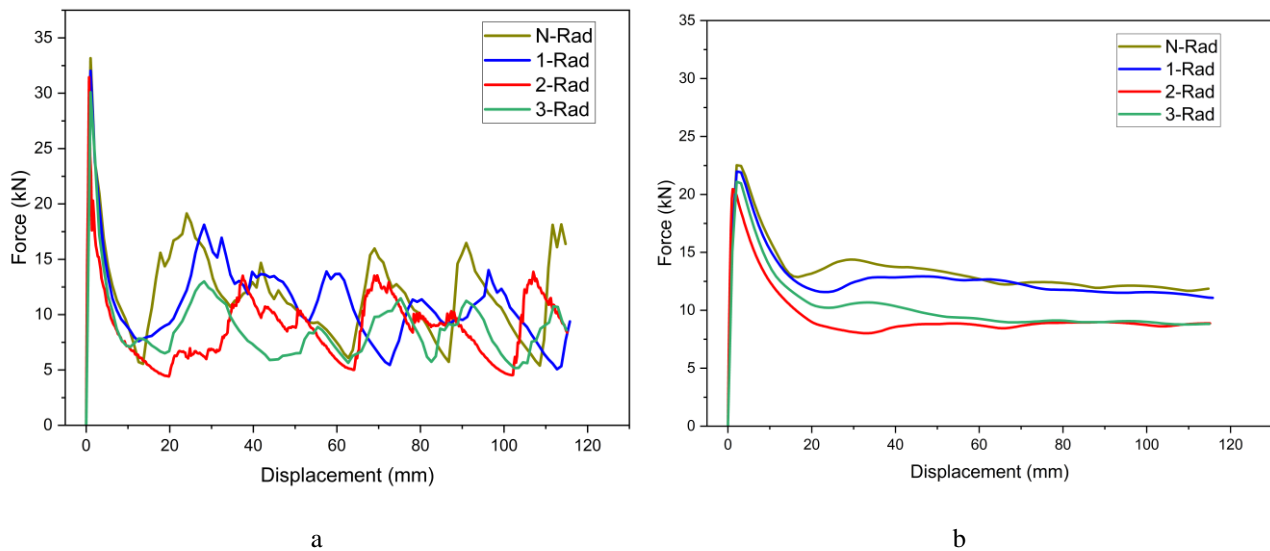 35
30
25
20
15
10
5
0
Force (kN)
N-Rad
1-Rad
2-Rad
3-Rad
0 20 40 60 80 100 120
Displacement (mm)
a
35
30
25
20
15
10
5
0
Force (kN)
N-Rad
1-Rad
2-Rad
3-Rad
0 20 40 60 80 100 120
Displacement (mm)
b